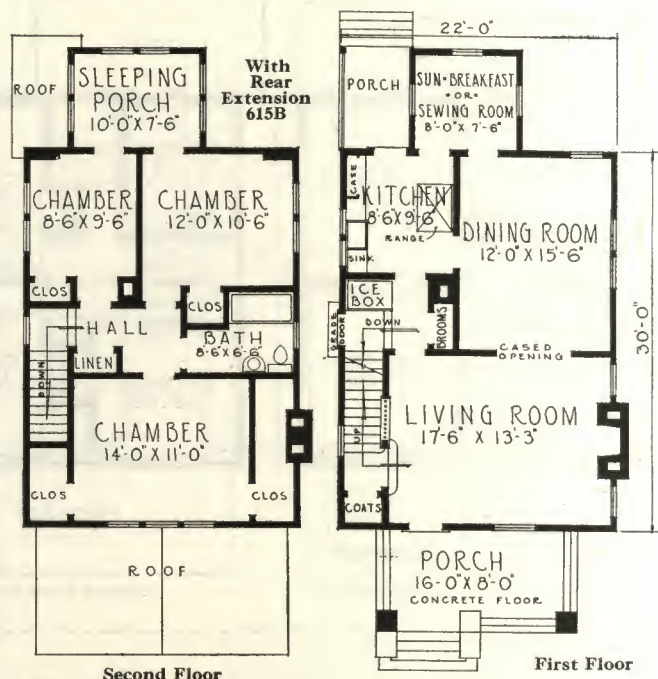 ROOF
SLEEPING
PORCH
10'-0" X 7'-6"
With
Rear
Extension
615B
CHAMBER
8'-6" X 9'-6"
CHAMBER
12'-0" X 10'-6"
CLOS
CLOS
HALL
BATH
8'-6" X 6'-6"
LINEN
DOWN
CHAMBER
14'-0" X 11'-0"
CLOS
CLOS
ROOF
Second Floor
22'-0"
PORCH
SUN-BREAKFAST
-OR-
SEWING ROOM
8'-0" X 7'-6"
CASE
KITCHEN
8'-6" X 9'-6"
RANGE
SINK
DINING ROOM
12'-0" X 15'-6"
ICE
BOX
GRADE
DOOR
DOWN
BROOMS
CASED
OPENING
30'-0"
UP
LIVING ROOM
17'-6" X 13'-3"
COATS
PORCH
16'-0" X 8'-0"
CONCRETE FLOOR
First Floor